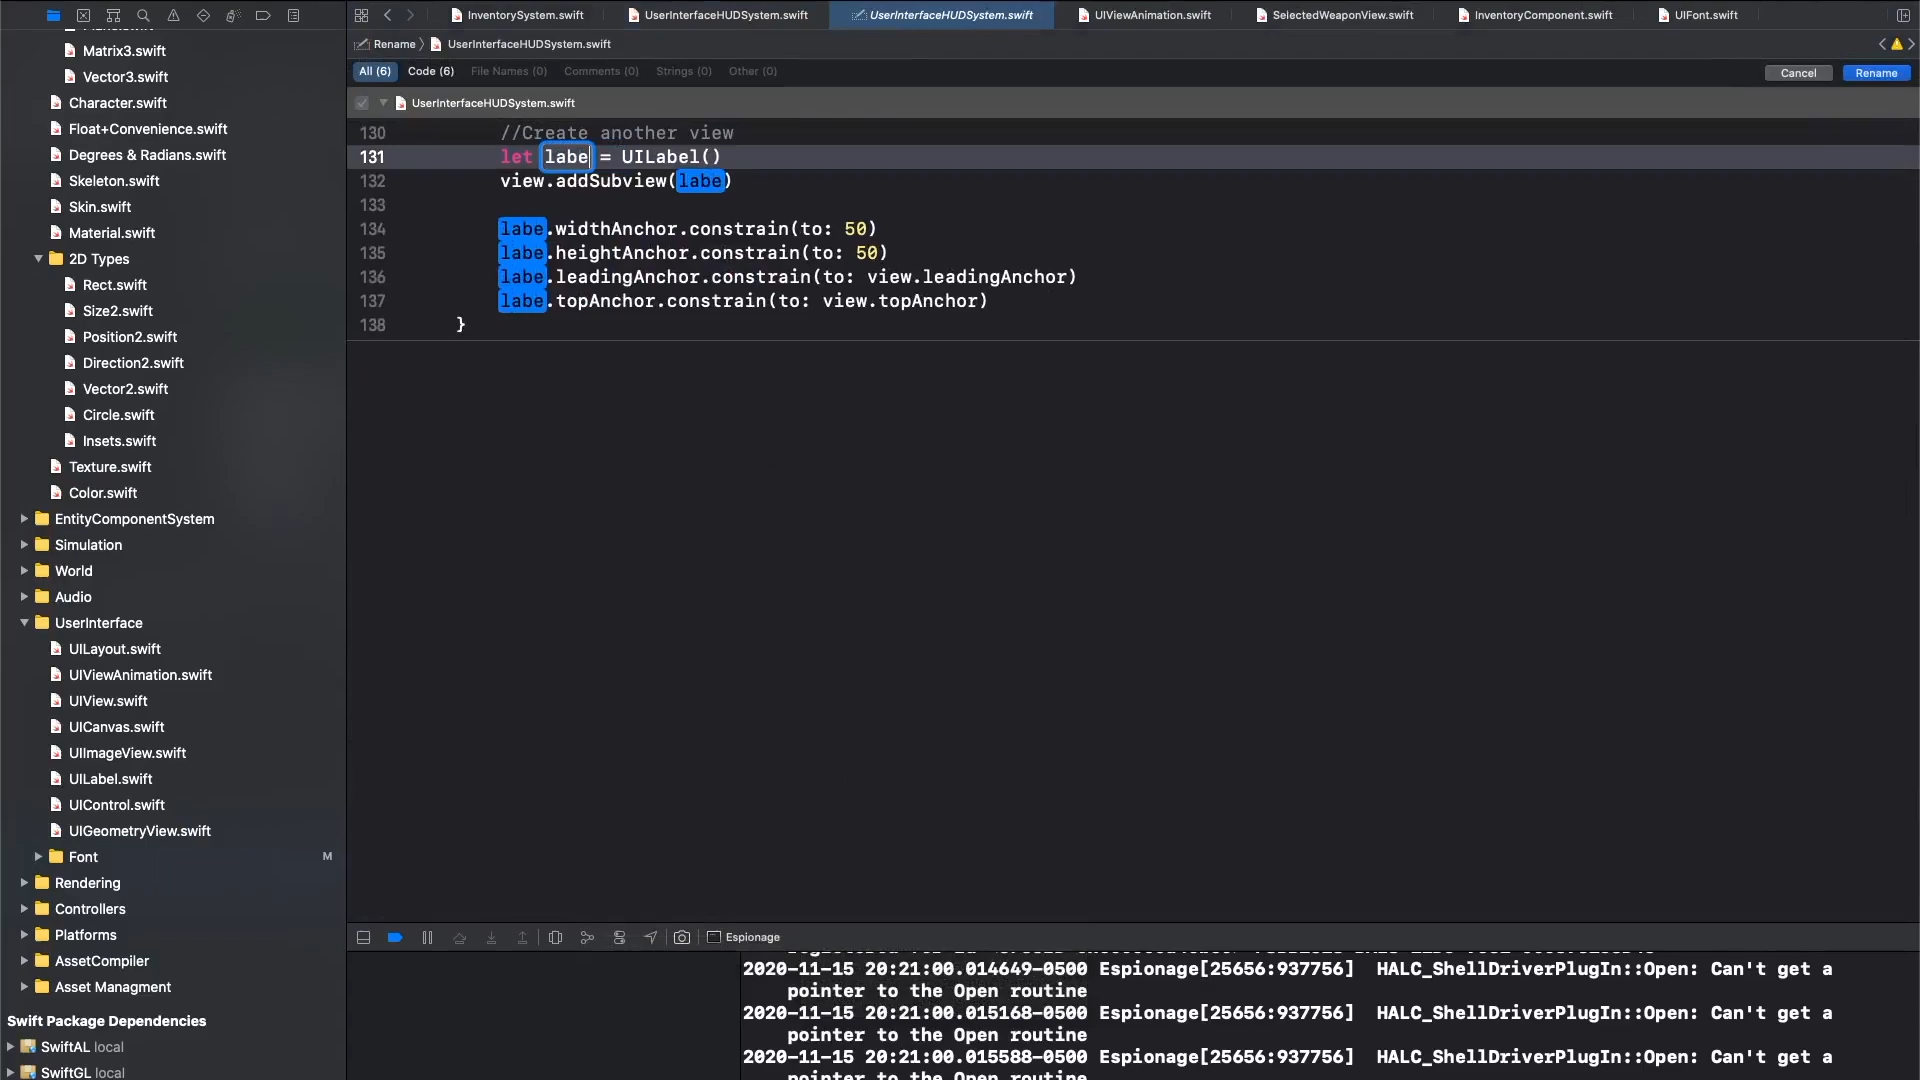 InventorySystem.swift
UserInterfaceHUDSystem.swift
UserInterfaceHUDSystem.swift
UIViewAnimation.swift
SelectedWeaponView.swift
InventoryComponent.swift
UIFont.swift
Rename
UserInterfaceHUDSystem.swift
All (6)
Code (6)
File Names (0)
Comments (0)
Strings (0)
Other (0)
Cancel
Rename
UserInterfaceHUDSystem.swift
Matrix3.swift
Vector3.swift
Character.swift
Float+Convenience.swift
Degrees & Radians.swift
Skeleton.swift
Skin.swift
Material.swift
2D Types
Rect.swift
Size2.swift
Position2.swift
Direction2.swift
Vector2.swift
Circle.swift
Insets.swift
Texture.swift
Color.swift
EntityComponentSystem
Simulation
World
Audio
UserInterface
UILayout.swift
UIViewAnimation.swift
UIView.swift
UICanvas.swift
UIImageView.swift
UILabel.swift
UIControl.swift
UIGeometryView.swift
Font M
Rendering
Controllers
Platforms
AssetCompiler
Asset Managment
Swift Package Dependencies
SwiftAL local
SwiftGL local
130 //Create another view
131 let labe = UILabel()
132 view.addSubview(labe)
133
134 labe.widthAnchor.constrain(to: 50)
135 labe.heightAnchor.constrain(to: 50)
136 labe.leadingAnchor.constrain(to: view.leadingAnchor)
137 labe.topAnchor.constrain(to: view.topAnchor)
138 }
Espionage
2020-11-15 20:21:00.014649-0500 Espionage[25656:937756] HALC_ShellDriverPlugIn::Open: Can't get a
pointer to the Open routine
2020-11-15 20:21:00.015168-0500 Espionage[25656:937756] HALC_ShellDriverPlugIn::Open: Can't get a
pointer to the Open routine
2020-11-15 20:21:00.015588-0500 Espionage[25656:937756] HALC_ShellDriverPlugIn::Open: Can't get a
pointer to the Open routine